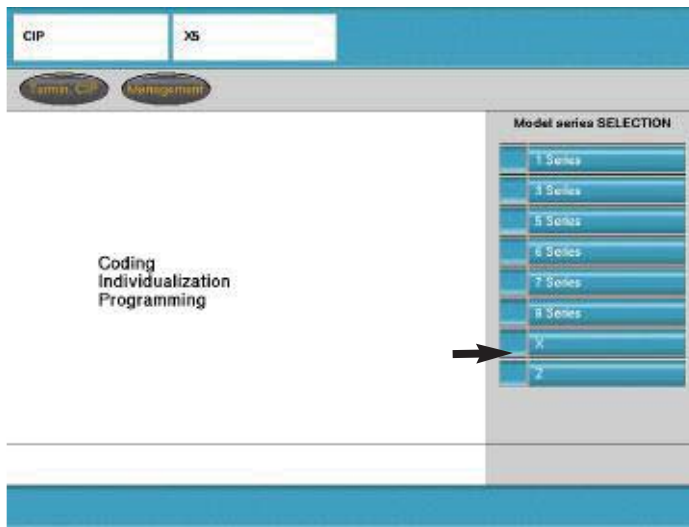 CIP
X5
Termin. CIP
Management
Model series SELECTION
1 Series
3 Series
5 Series
6 Series
7 Series
8 Series
X
Z
Coding
Individualization
Programming